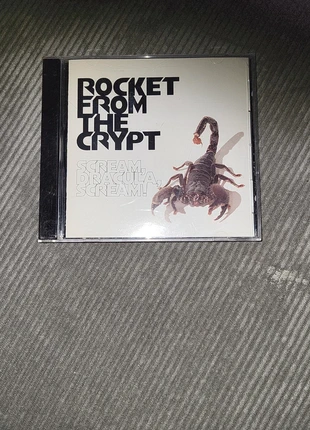 ROCKET
FROM
THE
CRYPT
SCREAM,
DRACULA,
SCREAM!